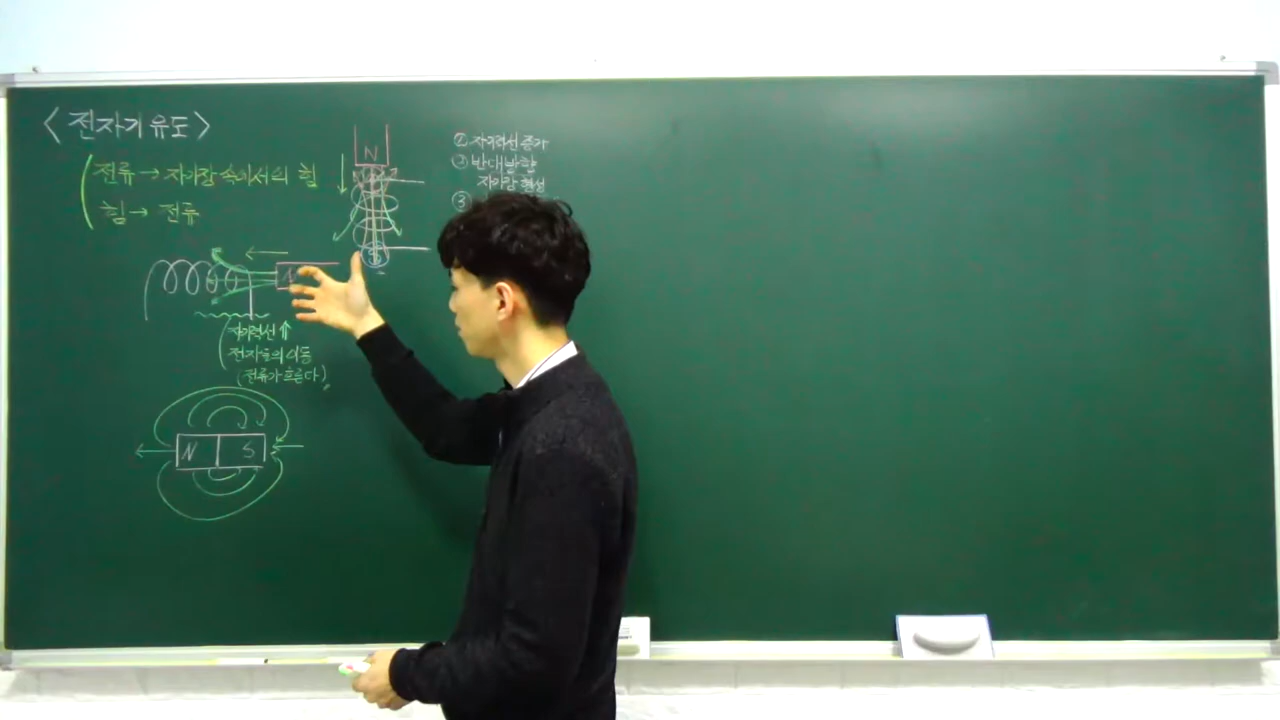 <전자기유도>
전류 → 자기장 속에서의 힘
힘 → 전류
N
② 자기력선 증가
② 반대방향
자기장 형성
③
N
S
자기력선 ↑
전자들의 이동
(전류가 흐른다)
N S